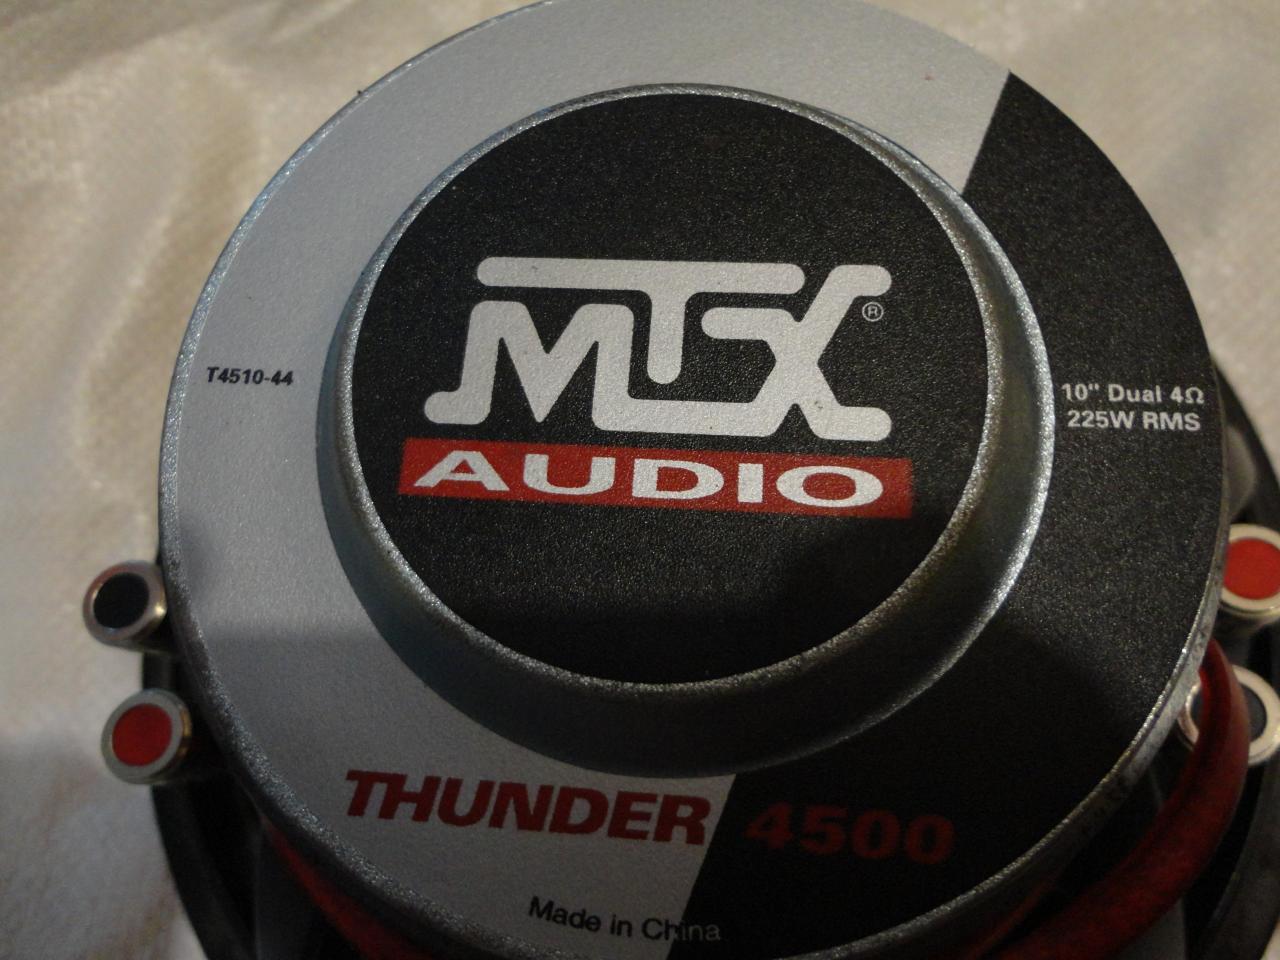 MTX®
AUDIO
T4510-44
10" Dual 4Ω
225W RMS
THUNDER 4500
Made in China